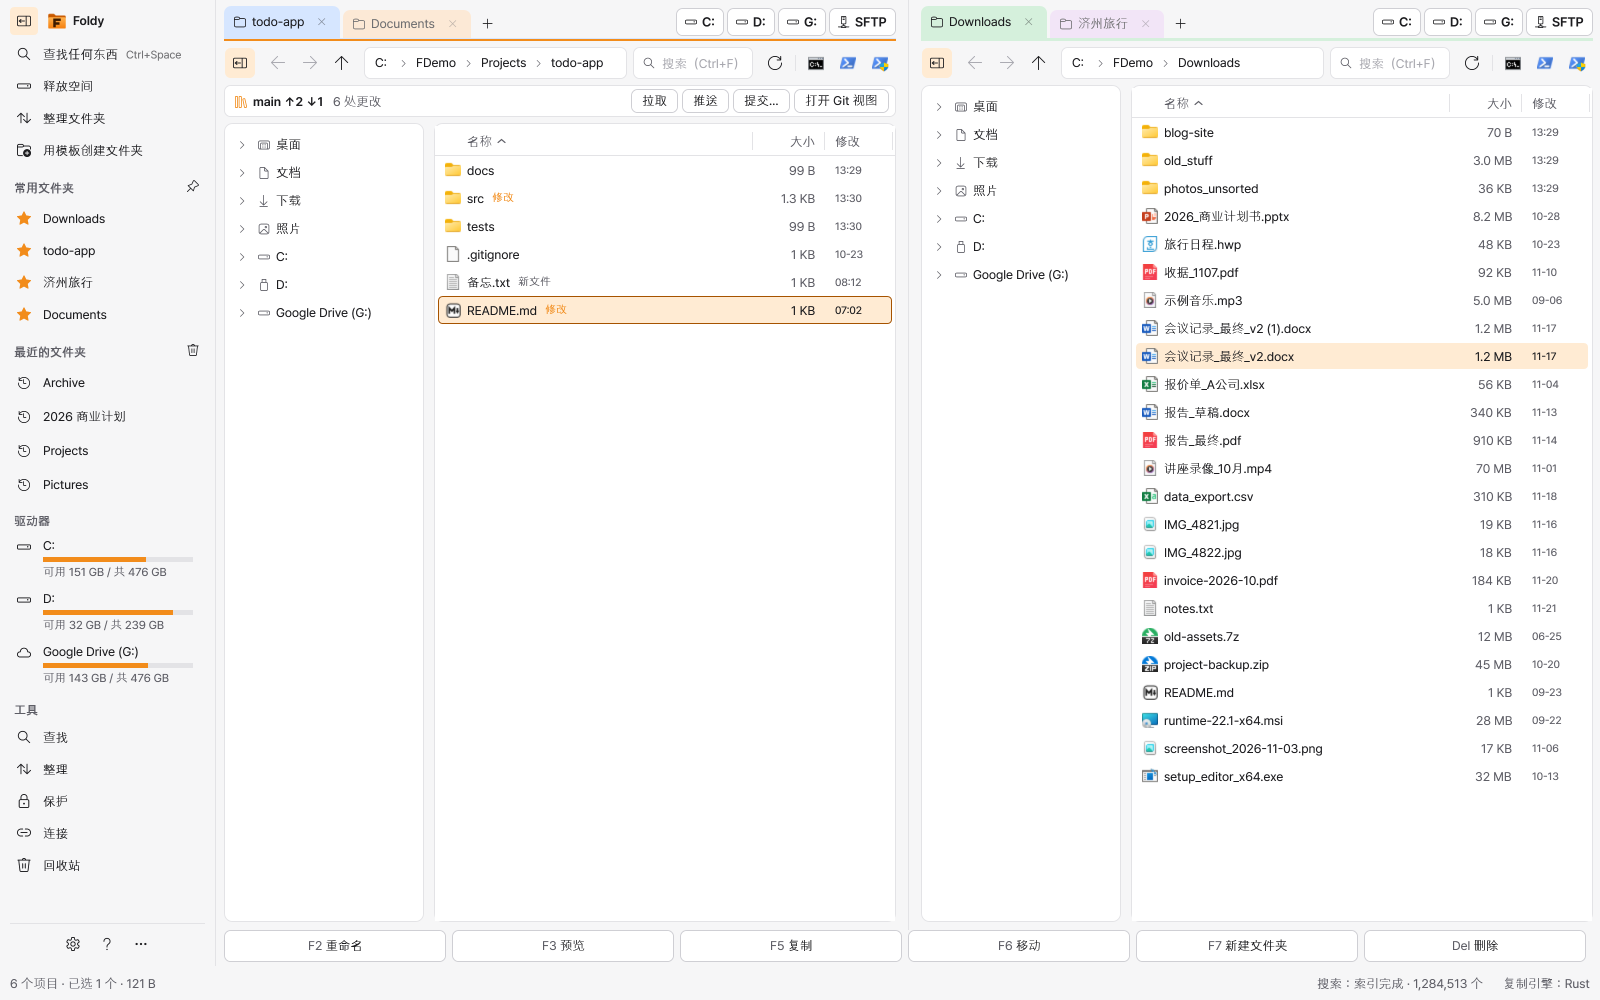 Foldy
查找任何东西 Ctrl+Space
释放空间
整理文件夹
用模板创建文件夹
常用文件夹
Downloads
todo-app
济州旅行
Documents
最近的文件夹
Archive
2026 商业计划
Projects
Pictures
驱动器
C:
可用 151 GB / 共 476 GB
D:
可用 32 GB / 共 239 GB
Google Drive (G:)
可用 143 GB / 共 476 GB
工具
查找
整理
保护
连接
回收站
todo-app
Documents
C:
D:
G:
SFTP
C: FDemo Projects todo-app
搜索 (Ctrl+F)
main ↑2 ↓1 6 处更改
拉取
推送
提交...
打开 Git 视图
桌面
文档
下载
照片
C:
D:
Google Drive (G:)
名称 大小 修改
docs 99 B 13:29
src 修改 1.3 KB 13:30
tests 99 B 13:30
.gitignore 1 KB 10-23
备忘.txt 新文件 1 KB 08:12
README.md 修改 1 KB 07:02
Downloads
济州旅行
C:
D:
G:
SFTP
C: FDemo Downloads
搜索 (Ctrl+F)
桌面
文档
下载
照片
C:
D:
Google Drive (G:)
名称 大小 修改
blog-site 70 B 13:29
old_stuff 3.0 MB 13:29
photos_unsorted 36 KB 13:29
2026_商业计划书.pptx 8.2 MB 10-28
旅行日程.hwp 48 KB 10-23
收据_1107.pdf 92 KB 11-10
示例音乐.mp3 5.0 MB 09-06
会议记录_最终_v2 (1).docx 1.2 MB 11-17
会议记录_最终_v2.docx 1.2 MB 11-17
报价单_A公司.xlsx 56 KB 11-04
报告_草稿.docx 340 KB 11-13
报告_最终.pdf 910 KB 11-14
讲座录像_10月.mp4 70 MB 11-01
data_export.csv 310 KB 11-18
IMG_4821.jpg 19 KB 11-16
IMG_4822.jpg 18 KB 11-16
invoice-2026-10.pdf 184 KB 11-20
notes.txt 1 KB 11-21
old-assets.7z 12 MB 06-25
project-backup.zip 45 MB 10-20
README.md 1 KB 09-23
runtime-22.1-x64.msi 28 MB 09-22
screenshot_2026-11-03.png 17 KB 11-06
setup_editor_x64.exe 32 MB 10-13
F2 重命名
F3 预览
F5 复制
F6 移动
F7 新建文件夹
Del 删除
6 个项目 · 已选 1 个 · 121 B
搜索：索引完成 · 1,284,513 个
复制引擎：Rust